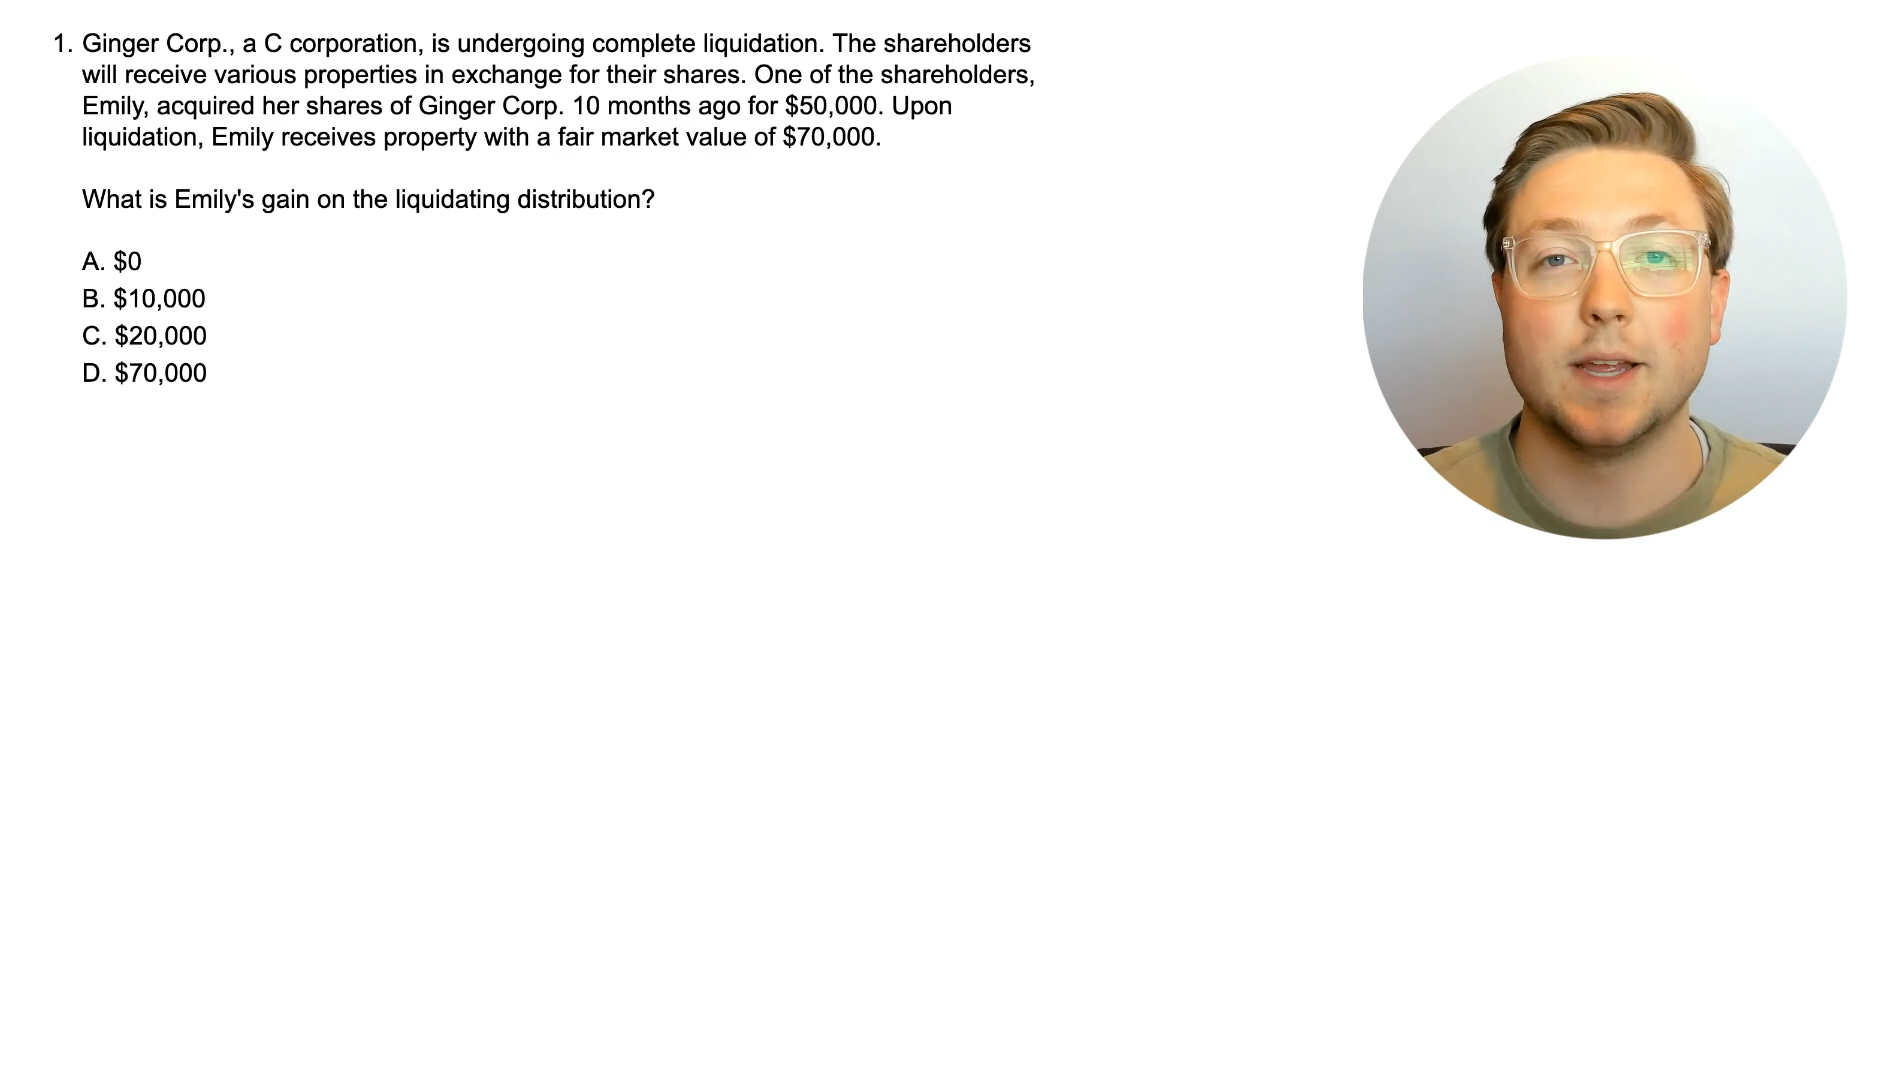 1. Ginger Corp., a C corporation, is undergoing complete liquidation. The shareholders
will receive various properties in exchange for their shares. One of the shareholders,
Emily, acquired her shares of Ginger Corp. 10 months ago for $50,000. Upon
liquidation, Emily receives property with a fair market value of $70,000.
What is Emily's gain on the liquidating distribution?
A. $0
B. $10,000
C. $20,000
D. $70,000